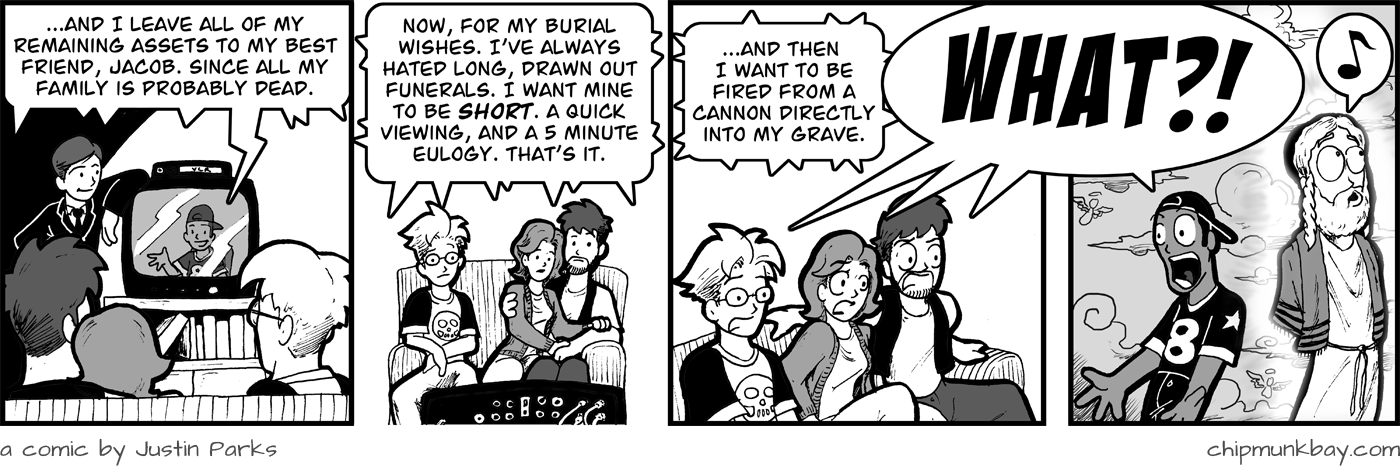 ...AND I LEAVE ALL OF MY
REMAINING ASSETS TO MY BEST
FRIEND, JACOB. SINCE ALL MY
FAMILY IS PROBABLY DEAD.
VCR
NOW, FOR MY BURIAL
WISHES. I'VE ALWAYS
HATED LONG, DRAWN OUT
FUNERALS. I WANT MINE
TO BE SHORT. A QUICK
VIEWING, AND A 5 MINUTE
EULOGY. THAT'S IT.
...AND THEN
I WANT TO BE
FIRED FROM A
CANNON DIRECTLY
INTO MY GRAVE.
WHAT?!
8
a comic by Justin Parks
chipmunkbay.com